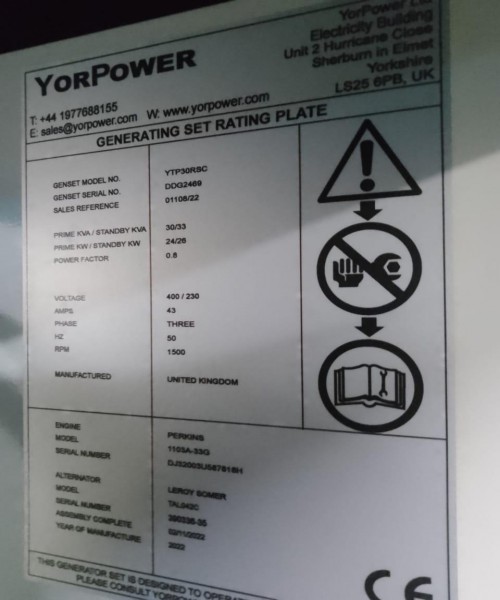 YORPOWER
YorPower Ltd
Electricity Building
Unit 2 Hurricane Close
Sherburn in Elmet
Yorkshire
LS25 6PB, UK
T: +44 1977688155
E: sales@yorpower.com W: www.yorpower.com
GENERATING SET RATING PLATE
GENSET MODEL NO. YTP30RSC
GENSET SERIAL NO. DDG2469
SALES REFERENCE 01108/22
PRIME KVA / STANDBY KVA 30/33
PRIME KW / STANDBY KW 24/26
POWER FACTOR 0.8
VOLTAGE 400 / 230
AMPS 43
PHASE THREE
HZ 50
RPM 1500
MANUFACTURED UNITED KINGDOM
ENGINE
MODEL PERKINS
SERIAL NUMBER 1103A-33G
ALTERNATOR
MODEL LEROY SOMER
SERIAL NUMBER TAL042C
ASSEMBLY COMPLETE
YEAR OF MANUFACTURE 02/11/2022
2022
THIS GENERATOR SET IS DESIGNED TO
PLEASE CONSULT
CE